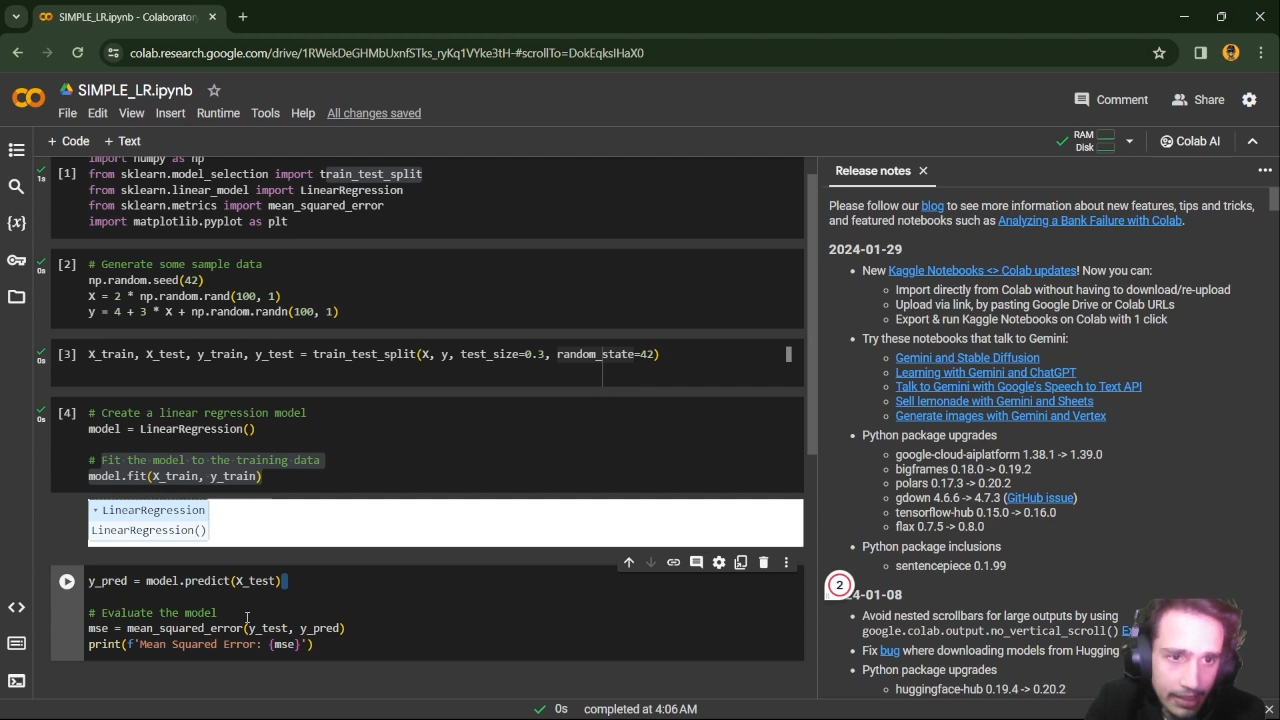 SIMPLE_LR.ipynb - Colaboratory
colab.research.google.com/drive/1RWekDeGHMbUxnfSTks_ryKq1VYke3tH-#scrollTo=DokEqksIHaX0
SIMPLE_LR.ipynb
File Edit View Insert Runtime Tools Help All changes saved
Comment Share
+ Code + Text
RAM
Disk
Colab AI
import numpy as np
[1] from sklearn.model_selection import train_test_split
1s
from sklearn.linear_model import LinearRegression
from sklearn.metrics import mean_squared_error
import matplotlib.pyplot as plt
[2] # Generate some sample data
0s
np.random.seed(42)
X = 2 * np.random.rand(100, 1)
y = 4 + 3 * X + np.random.randn(100, 1)
[3] X_train, X_test, y_train, y_test = train_test_split(X, y, test_size=0.3, random_state=42)
0s
[4] # Create a linear regression model
0s
model = LinearRegression()
# Fit the model to the training data
model.fit(X_train, y_train)
LinearRegression
LinearRegression()
y_pred = model.predict(X_test)
# Evaluate the model
mse = mean_squared_error(y_test, y_pred)
print(f'Mean Squared Error: {mse}')
Release notes
Please follow our blog to see more information about new features, tips and tricks,
and featured notebooks such as Analyzing a Bank Failure with Colab.
2024-01-29
New Kaggle Notebooks <> Colab updates! Now you can:
Import directly from Colab without having to download/re-upload
Upload via link, by pasting Google Drive or Colab URLs
Export & run Kaggle Notebooks on Colab with 1 click
Try these notebooks that talk to Gemini:
Gemini and Stable Diffusion
Learning with Gemini and ChatGPT
Talk to Gemini with Google's Speech to Text API
Sell lemonade with Gemini and Sheets
Generate images with Gemini and Vertex
Python package upgrades
google-cloud-aiplatform 1.38.1 -> 1.39.0
bigframes 0.18.0 -> 0.19.2
polars 0.17.3 -> 0.20.2
gdown 4.6.6 -> 4.7.3 (GitHub issue)
tensorflow-hub 0.15.0 -> 0.16.0
flax 0.7.5 -> 0.8.0
Python package inclusions
sentencepiece 0.1.99
2
24-01-08
Avoid nested scrollbars for large outputs by using
google.colab.output.no_vertical_scroll()
Fix bug where downloading models from Hugging
Python package upgrades
huggingface-hub 0.19.4 -> 0.20.2
0s completed at 4:06 AM